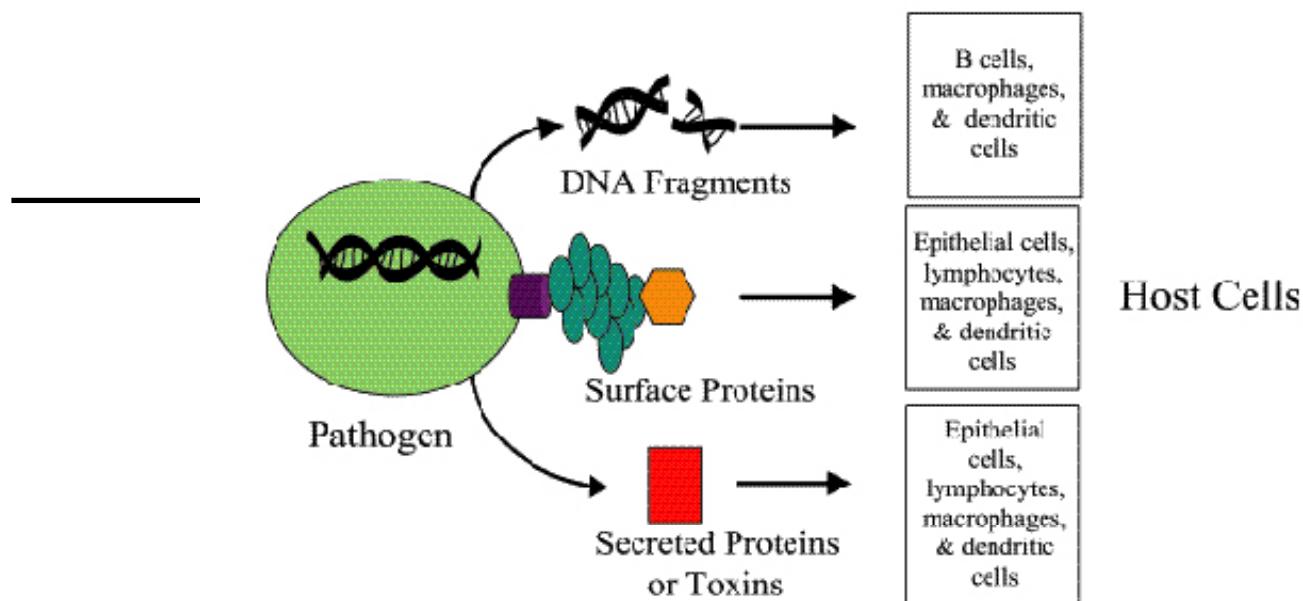 B cells,
macrophages,
& dendritic
cells
DNA Fragments
Epithelial cells,
lymphocytes,
macrophages,
& dendritic
cells
Host Cells
Surface Proteins
Pathogen
Epithelial
cells,
lymphocytes,
macrophages,
& dendritic
cells
Secreted Proteins
or Toxins